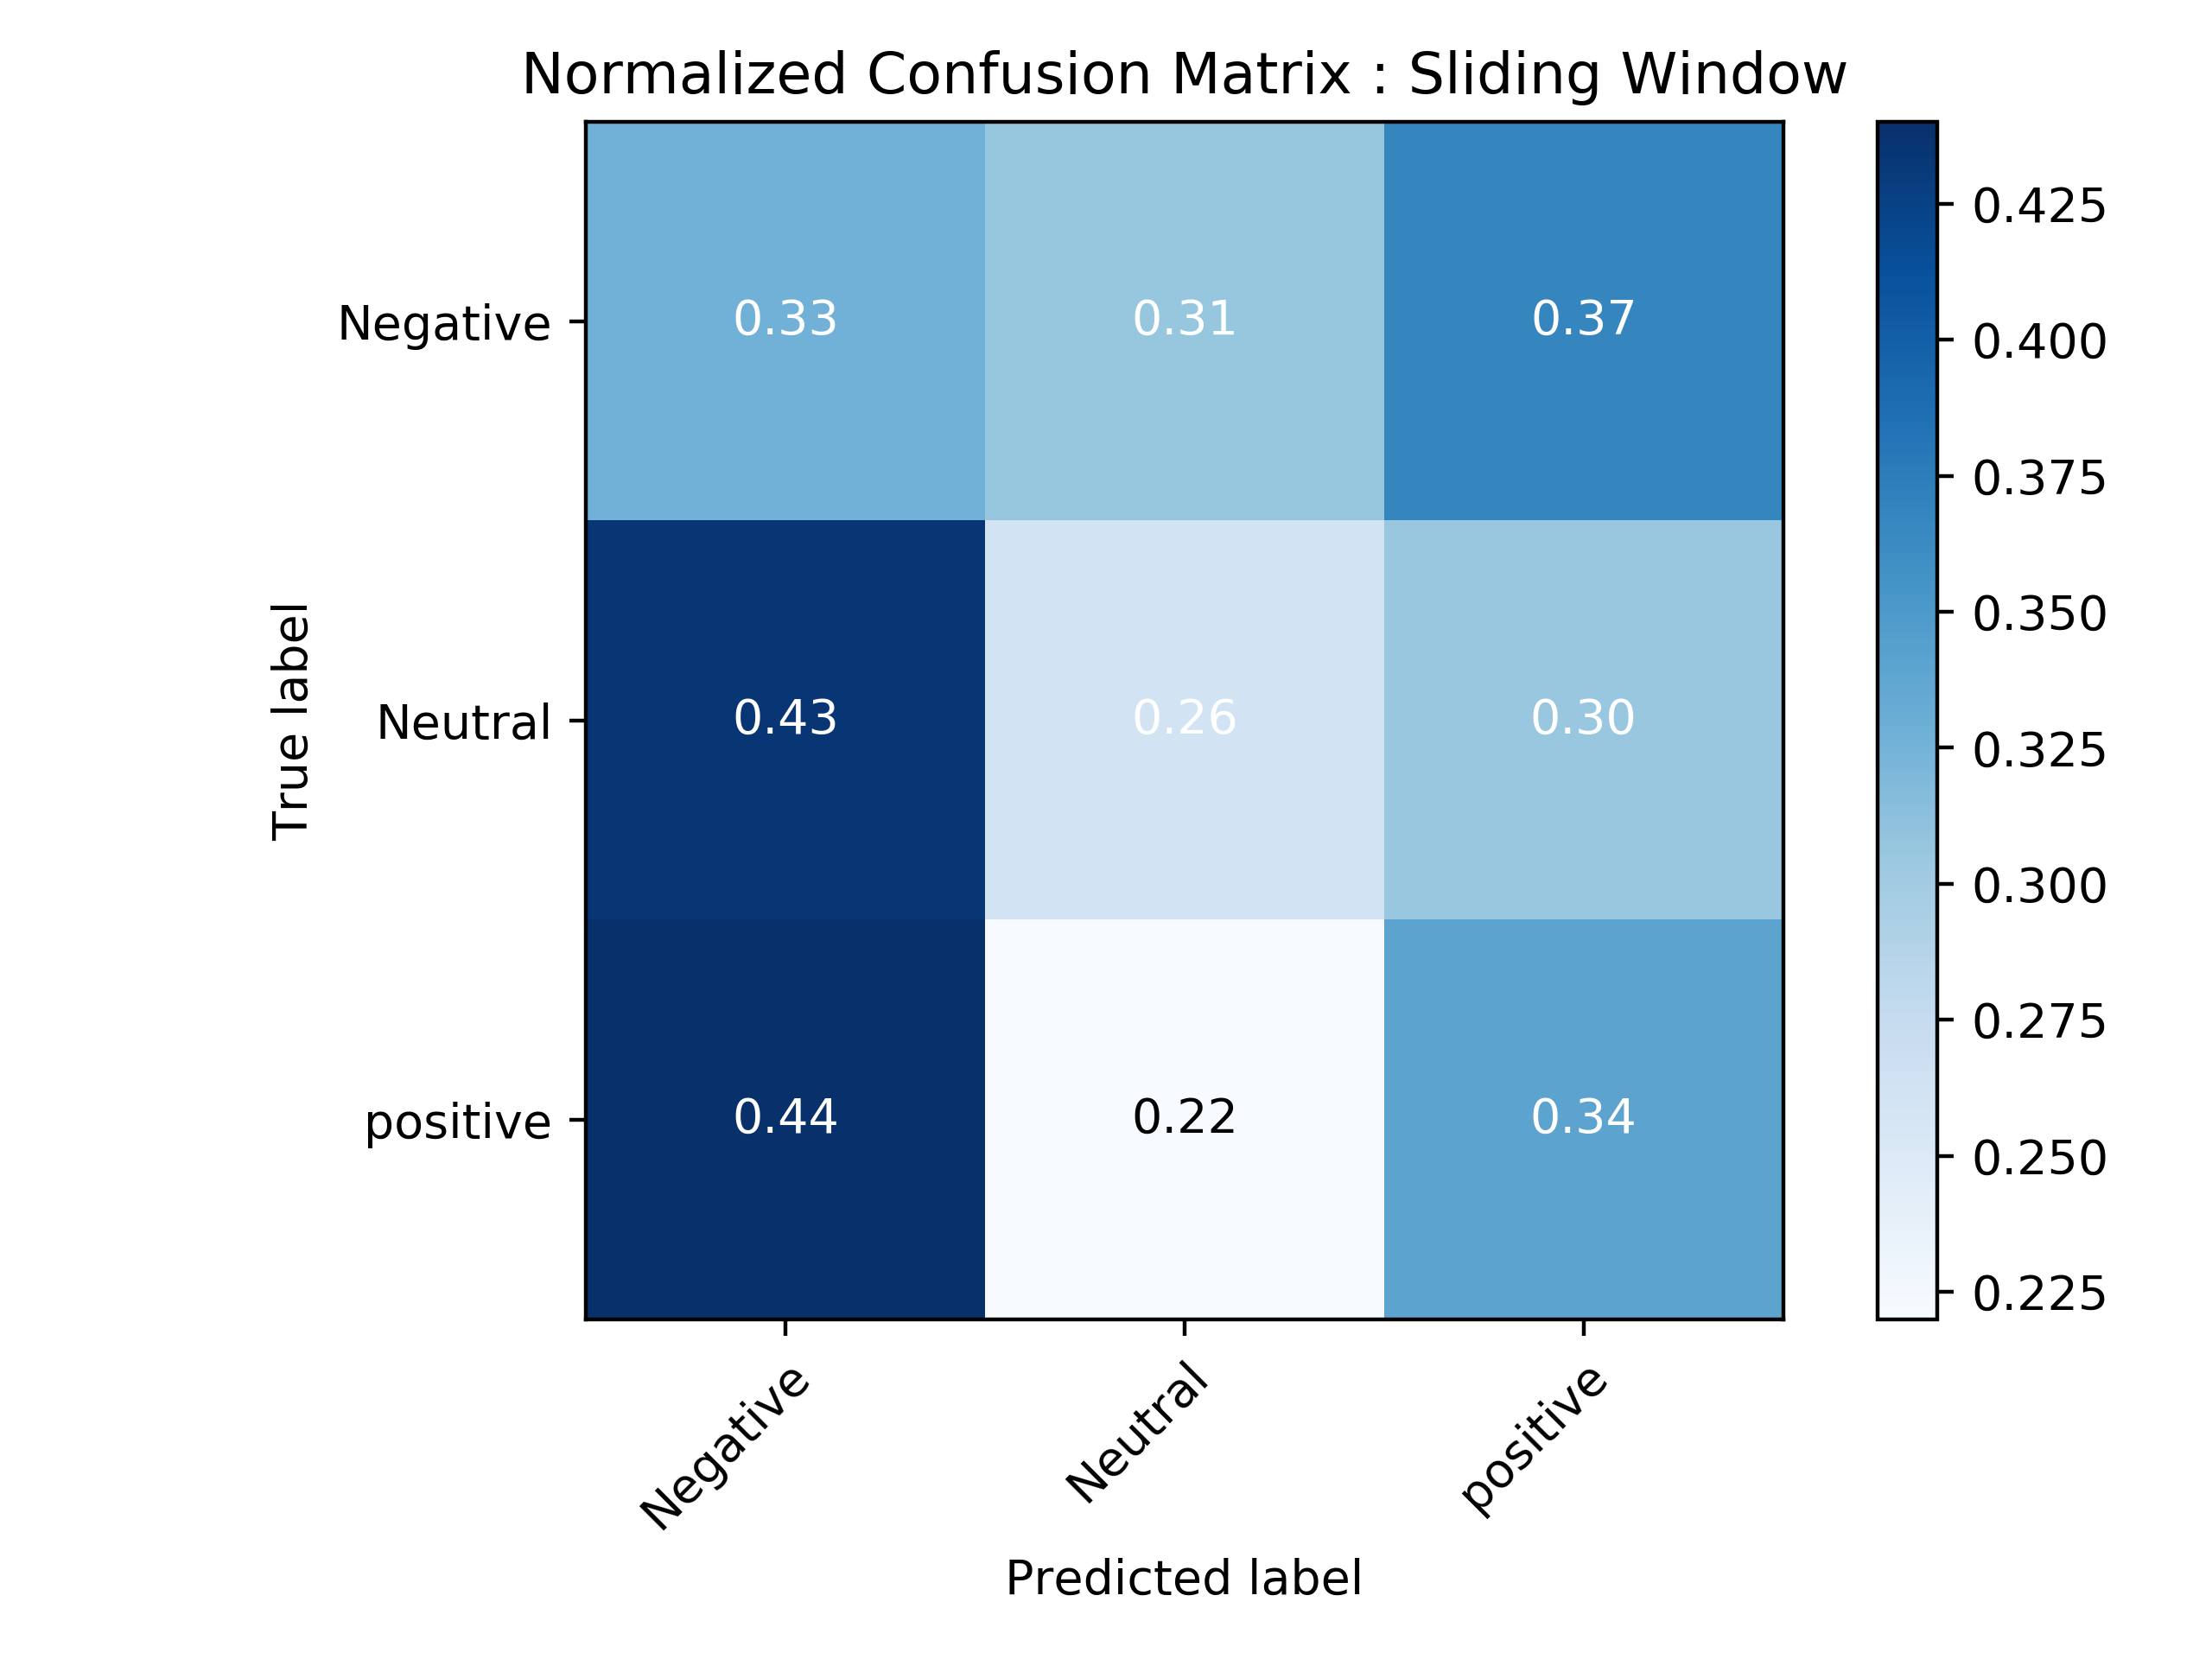 Normalized Confusion Matrix : Sliding Window
Negative
Neutral
positive
True label
0.33 0.31 0.37
0.43 0.26 0.30
0.44 0.22 0.34
Negative
Neutral
positive
Predicted label
0.425
0.400
0.375
0.350
0.325
0.300
0.275
0.250
0.225